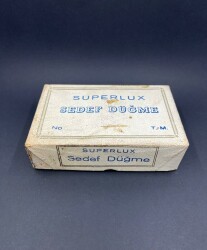 SUPERLUX
SEDEF DÜĞME
No. Y/M.
SUPERLUX
Sedef Düğme